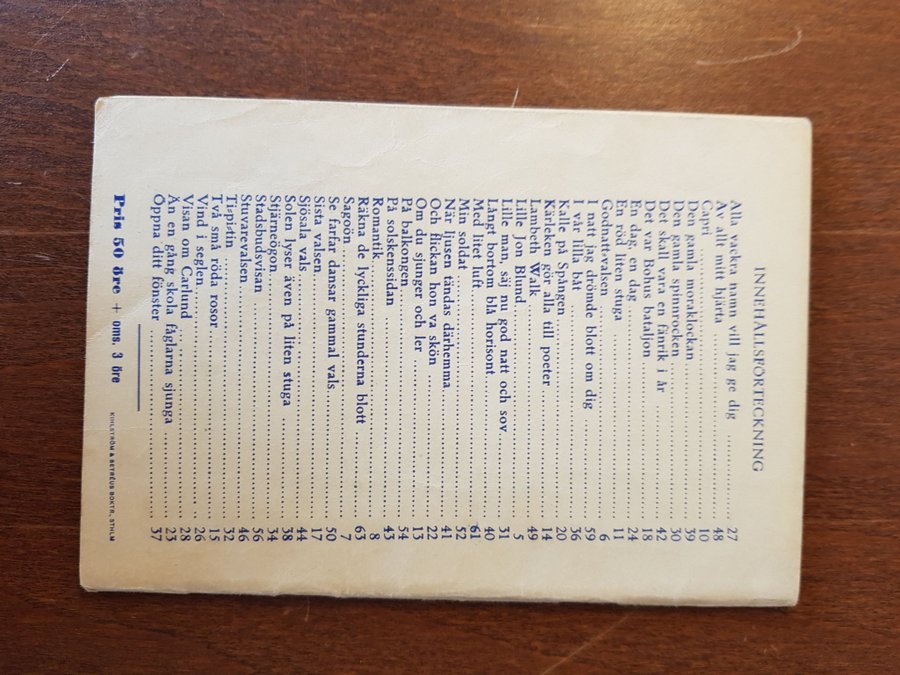 INNEHÅLLSFÖRTECKNING
Alla vackra namn vill jag ge dig 27
Av allt mitt hjärta 48
Capri 10
Den gamla moraklockan 39
Den gamla spinnrocken 30
Det skall vara en fänrik i år 42
Det var Bohus bataljon 18
En dag, en dag 24
En röd liten stuga 11
Godnatt-valsen 6
I natt jag drömde blott om dig 59
I vår lilla båt 36
Kalle på Spången 20
Kärleken gör alla till poeter 14
Lambeth Walk 49
Lille Jon Blund 5
Lille man, säj nu god natt och sov 31
Långt bortom blå horisont 40
Med litet luft 61
Min soldat 52
När ljusen tändas därhemma 41
Och flickan hon va skön 22
Om du sjunger och ler 13
På balkongen 54
På solskenssidan 43
Romantik 8
Räkna de lyckliga stunderna blott 63
Sagoön 7
Se farfar dansar gammal vals 50
Sista valsen 17
Sjösala vals 44
Solen lyser även på liten stuga 38
Stjärneögon 34
Stadsbudsvisan 56
Stuvarevalsen 46
Ti-pi-tin 32
Två små röda rosor 15
Vind i seglen 26
Visan om Carlund 28
Än en gång skola fåglarna sjunga 23
Öppna ditt fönster 37
Pris 50 öre + oms. 3 öre
KIHLSTRÖM & BETRÉUS BOKTR, STHLM